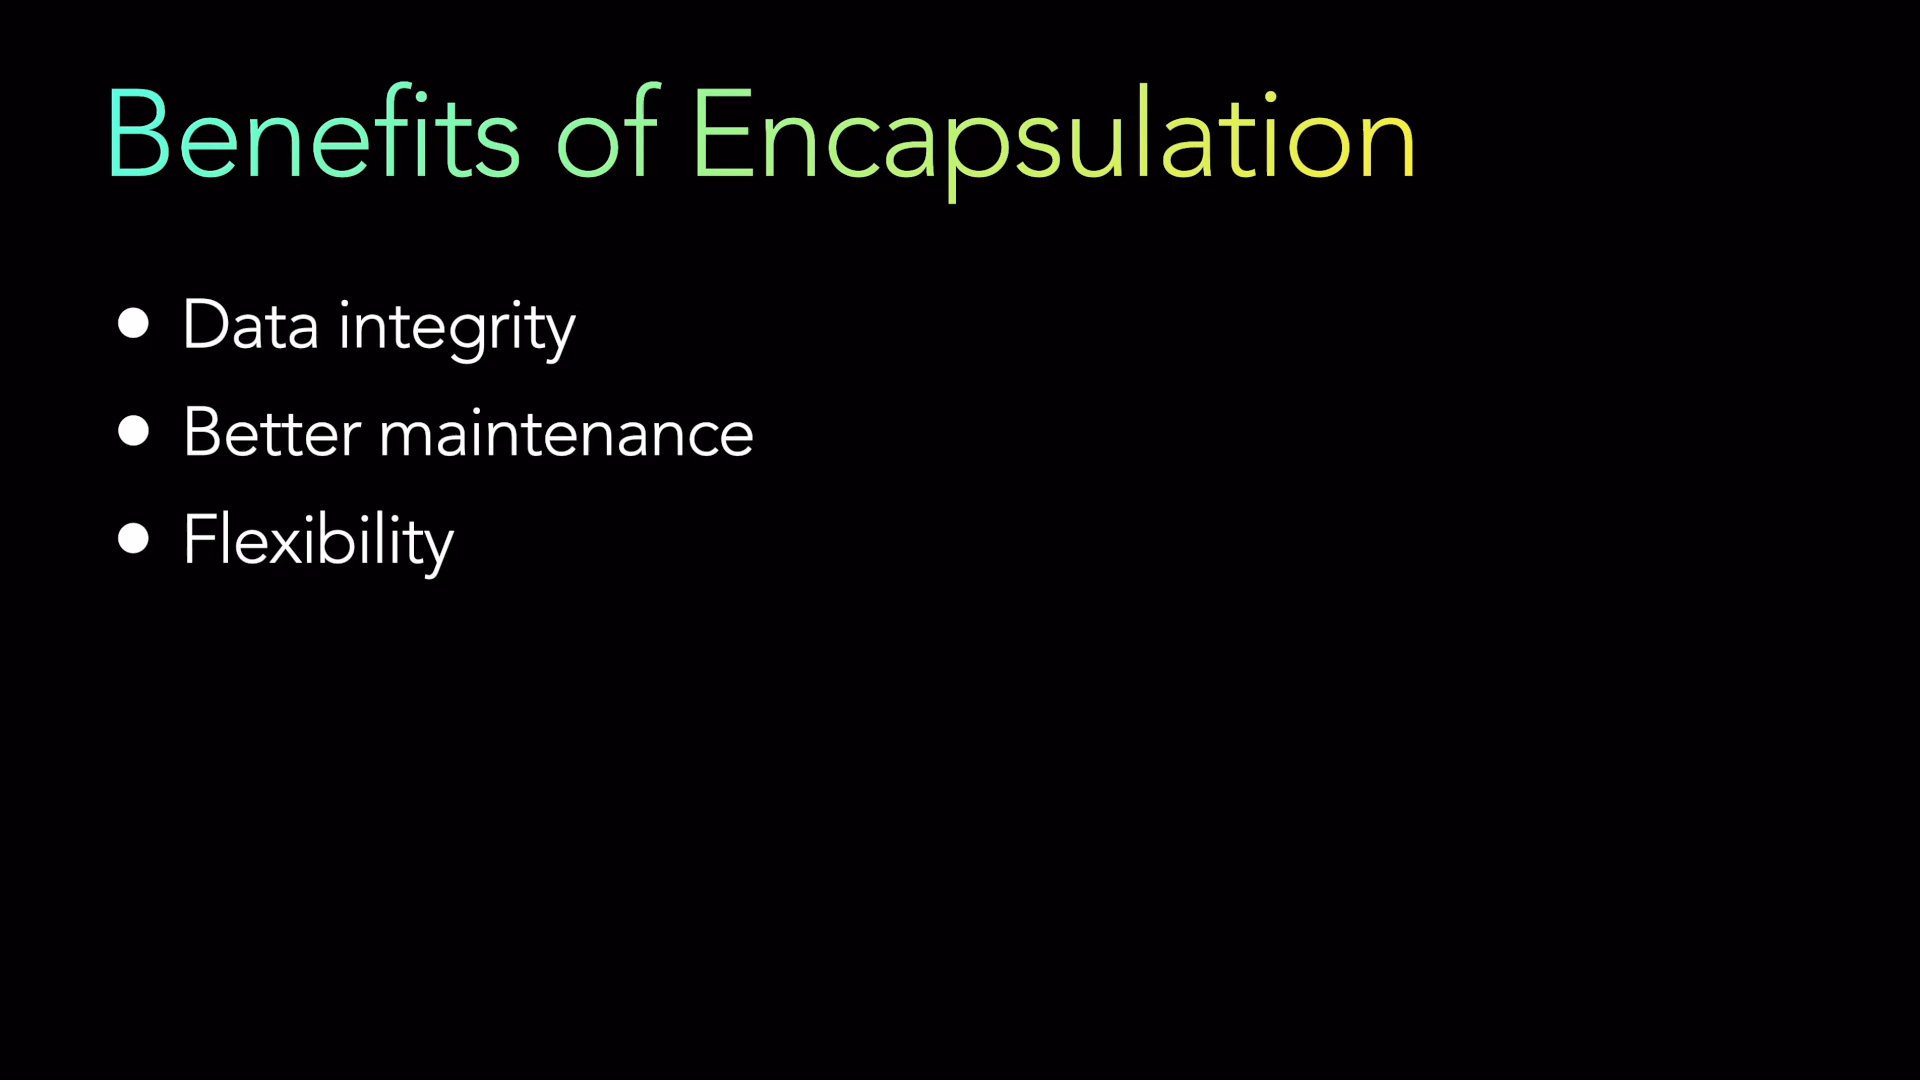 Benefits of Encapsulation
• Data integrity
• Better maintenance
• Flexibility